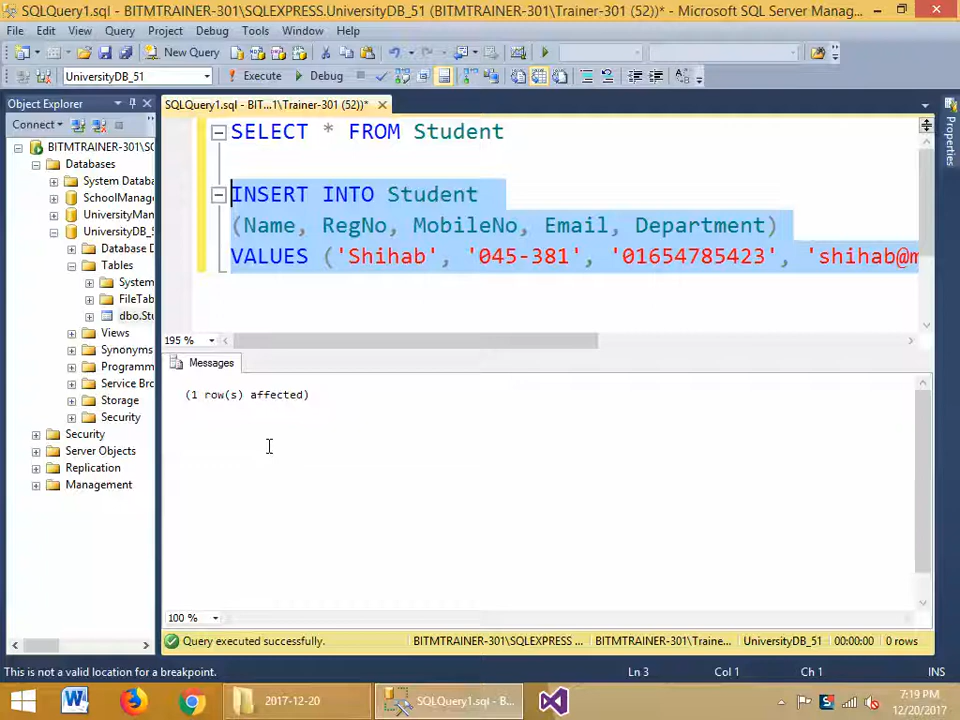 SQLQuery1.sql - BITMTRAINER-301\SQLEXPRESS.UniversityDB_51 (BITMTRAINER-301\Trainer-301 (52))* - Microsoft SQL Server Manag...
File Edit View Query Project Debug Tools Window Help
New Query
UniversityDB_51 Execute Debug
Object Explorer
SQLQuery1.sql - BIT...1\Trainer-301 (52))*
Connect
BITMTRAINER-301\SC
Databases
System Databa
SchoolManag
UniversityMan
UniversityDB_5
Database D
Tables
System
FileTab
dbo.Stu
Views
Synonyms
Programm
Service Bro
Storage
Security
Security
Server Objects
Replication
Management
Properties
SELECT * FROM Student
INSERT INTO Student
(Name, RegNo, MobileNo, Email, Department)
VALUES ('Shihab', '045-381', '01654785423', 'shihab@m
195 %
Messages
(1 row(s) affected)
100 %
Query executed successfully. BITMTRAINER-301\SQLEXPRESS ... BITMTRAINER-301\Traine... UniversityDB_51 00:00:00 0 rows
This is not a valid location for a breakpoint. Ln 3 Col 1 Ch 1 INS
2017-12-20 SQLQuery1.sql - B...
7:19 PM
12/20/2017